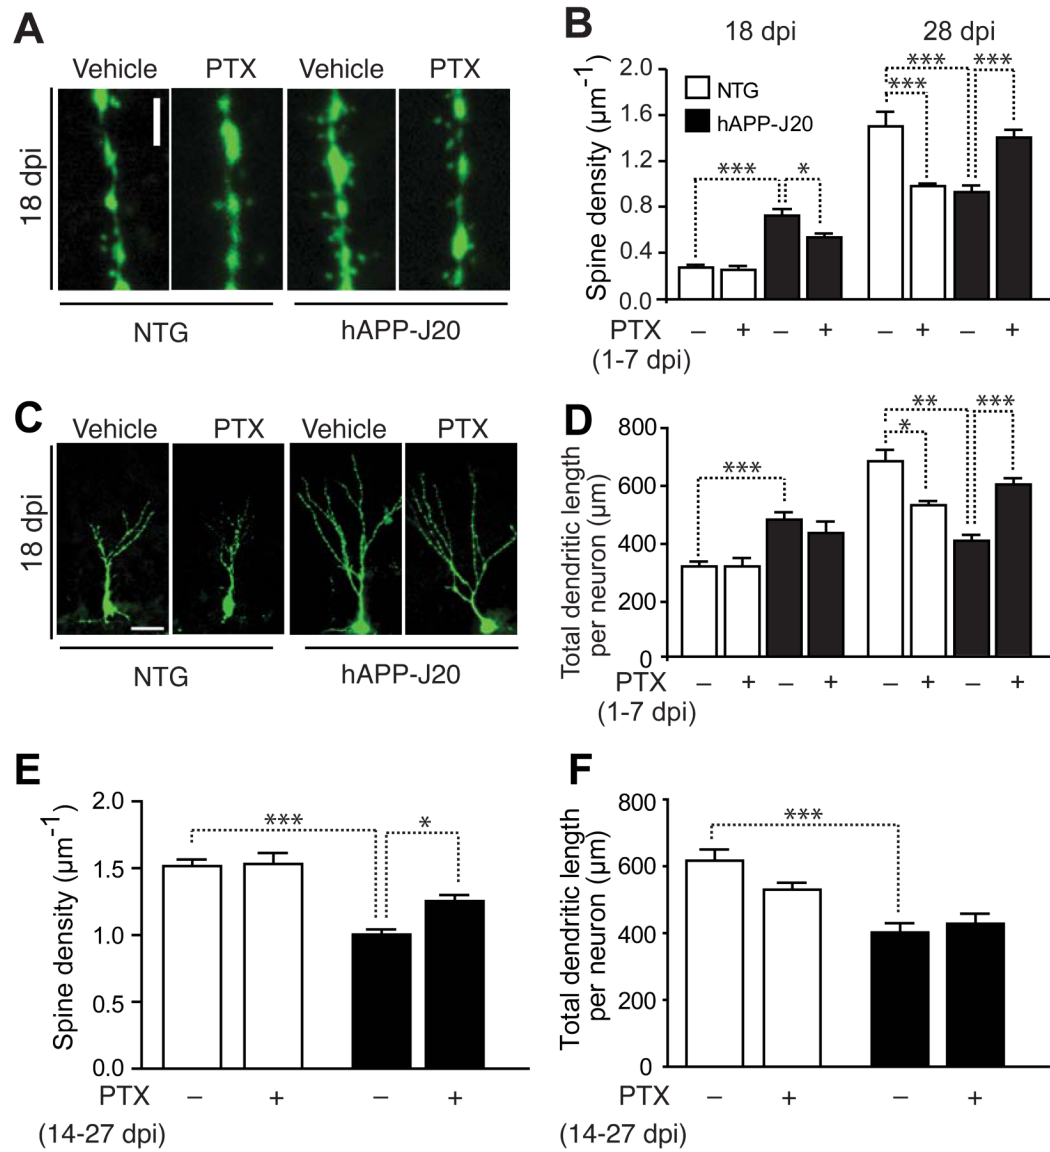 A
Vehicle PTX Vehicle PTX
18 dpi
NTG hAPP-J20
B
18 dpi 28 dpi
Spine density (µm⁻¹)
2.0
1.6
1.2
0.8
0.4
0.0
NTG
hAPP-J20
*** * *** *** ***
PTX – + – + – + – +
(1-7 dpi)
C
Vehicle PTX Vehicle PTX
18 dpi
NTG hAPP-J20
D
Total dendritic length
per neuron (µm)
800
600
400
200
0
*** ** * ***
PTX – + – + – + – +
(1-7 dpi)
E
Spine density (µm⁻¹)
2.0
1.5
1.0
0.5
0.0
*** *
PTX – + – +
(14-27 dpi)
F
Total dendritic length
per neuron (µm)
800
600
400
200
0
***
PTX – + – +
(14-27 dpi)